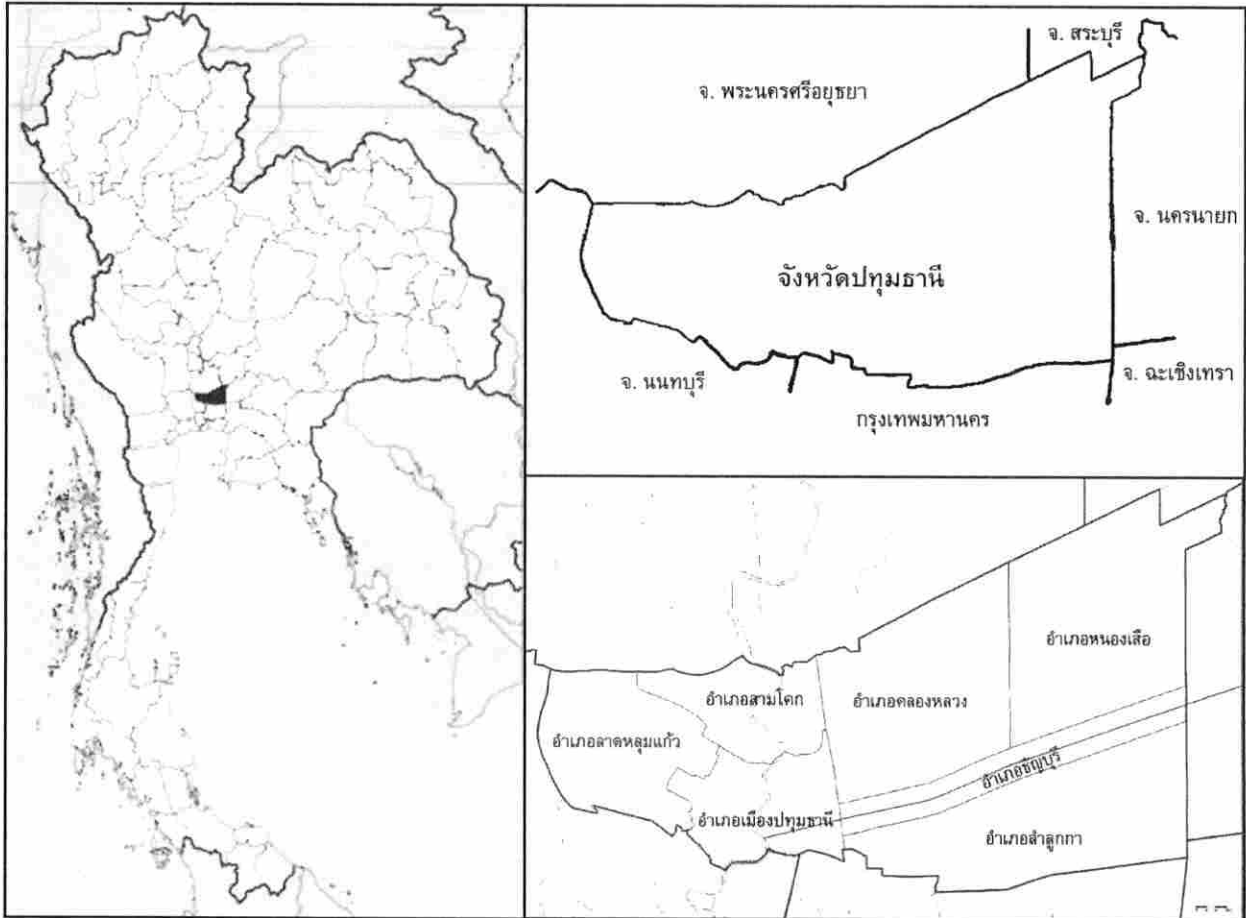 จ. สระบุรี
จ. พระนครศรีอยุธยา
จ. นครนายก
จังหวัดปทุมธานี
จ. นนทบุรี
จ. ฉะเชิงเทรา
กรุงเทพมหานคร
อำเภอหนองเสือ
อำเภอสามโคก
อำเภอคลองหลวง
อำเภอลาดหลุมแก้ว
อำเภอธัญบุรี
อำเภอเมืองปทุมธานี
อำเภอลำลูกกา